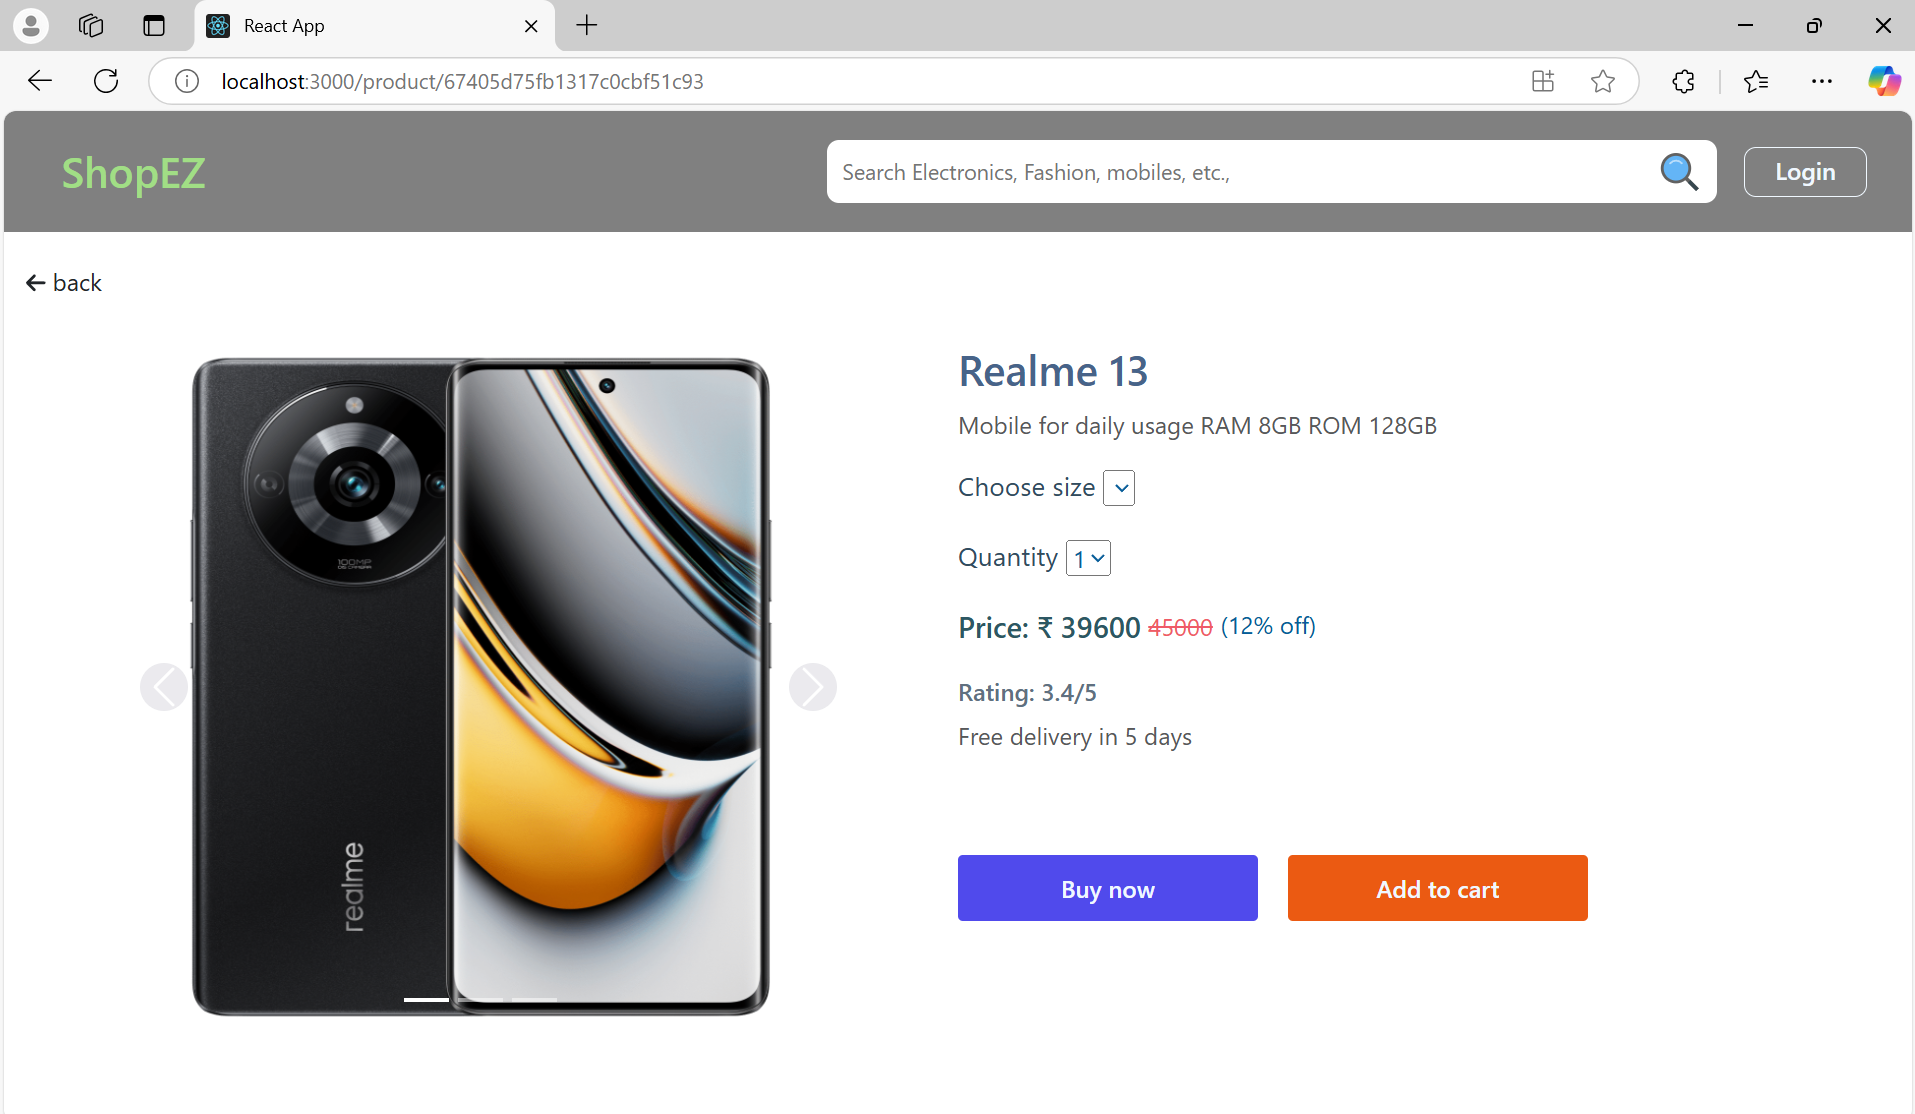 React App
localhost:3000/product/67405d75fb1317c0cbf51c93
ShopEZ
Search Electronics, Fashion, mobiles, etc.,
Login
back
100MP
OIS CAMERA
realme
Realme 13
Mobile for daily usage RAM 8GB ROM 128GB
Choose size
Quantity 1
Price: ₹ 39600 45000 (12% off)
Rating: 3.4/5
Free delivery in 5 days
Buy now
Add to cart